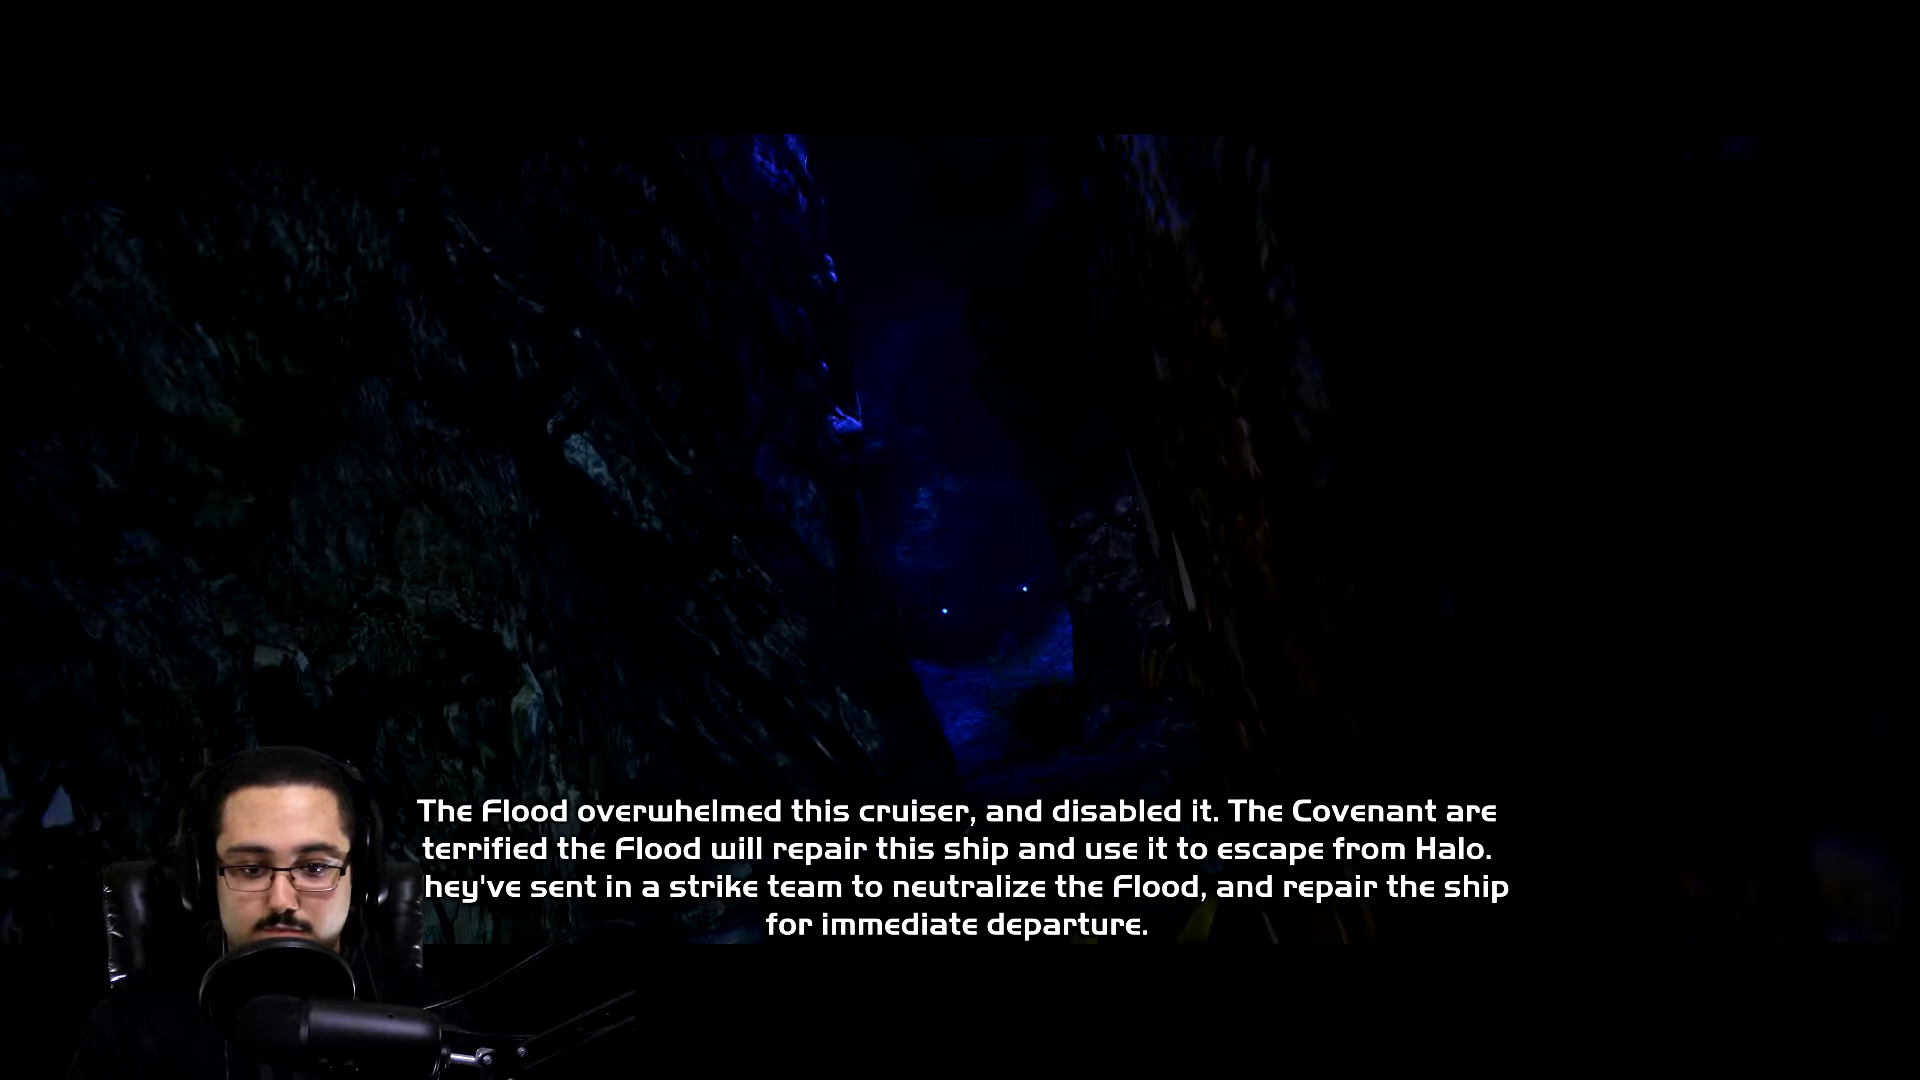 The Flood overwhelmed this cruiser, and disabled it. The Covenant are
terrified the Flood will repair this ship and use it to escape from Halo.
hey've sent in a strike team to neutralize the Flood, and repair the ship
for immediate departure.